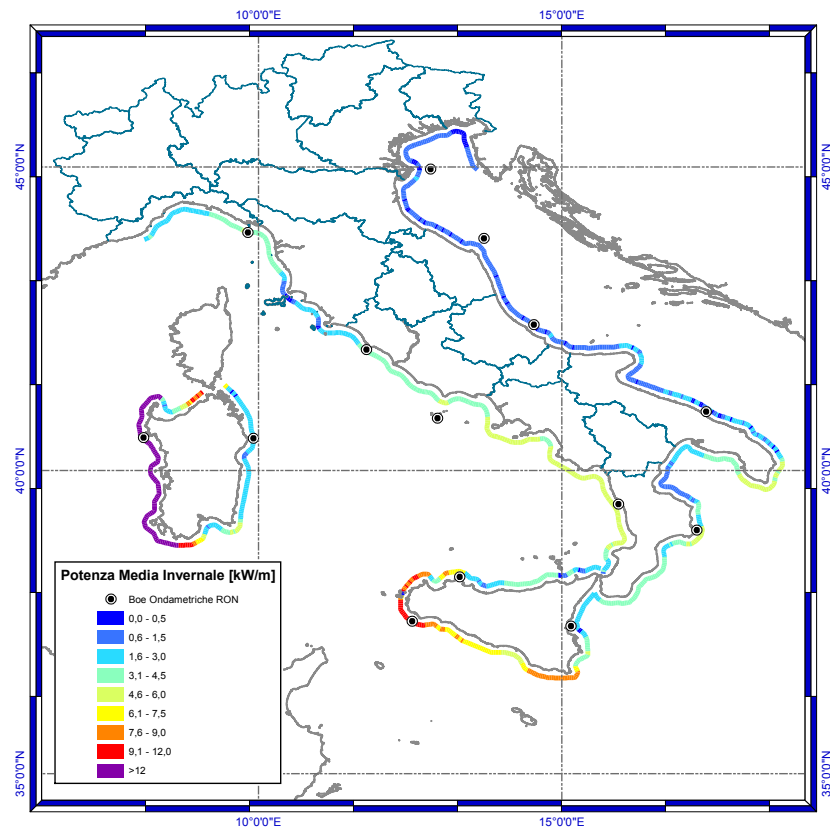 10°0'0"E 15°0'0"E
45°0'0"N 45°0'0"N
40°0'0"N 40°0'0"N
35°0'0"N 35°0'0"N
Potenza Media Invernale [kW/m]
Boe Ondametriche RON
0,0 - 0,5
0,6 - 1,5
1,6 - 3,0
3,1 - 4,5
4,6 - 6,0
6,1 - 7,5
7,6 - 9,0
9,1 - 12,0
>12
10°0'0"E 15°0'0"E